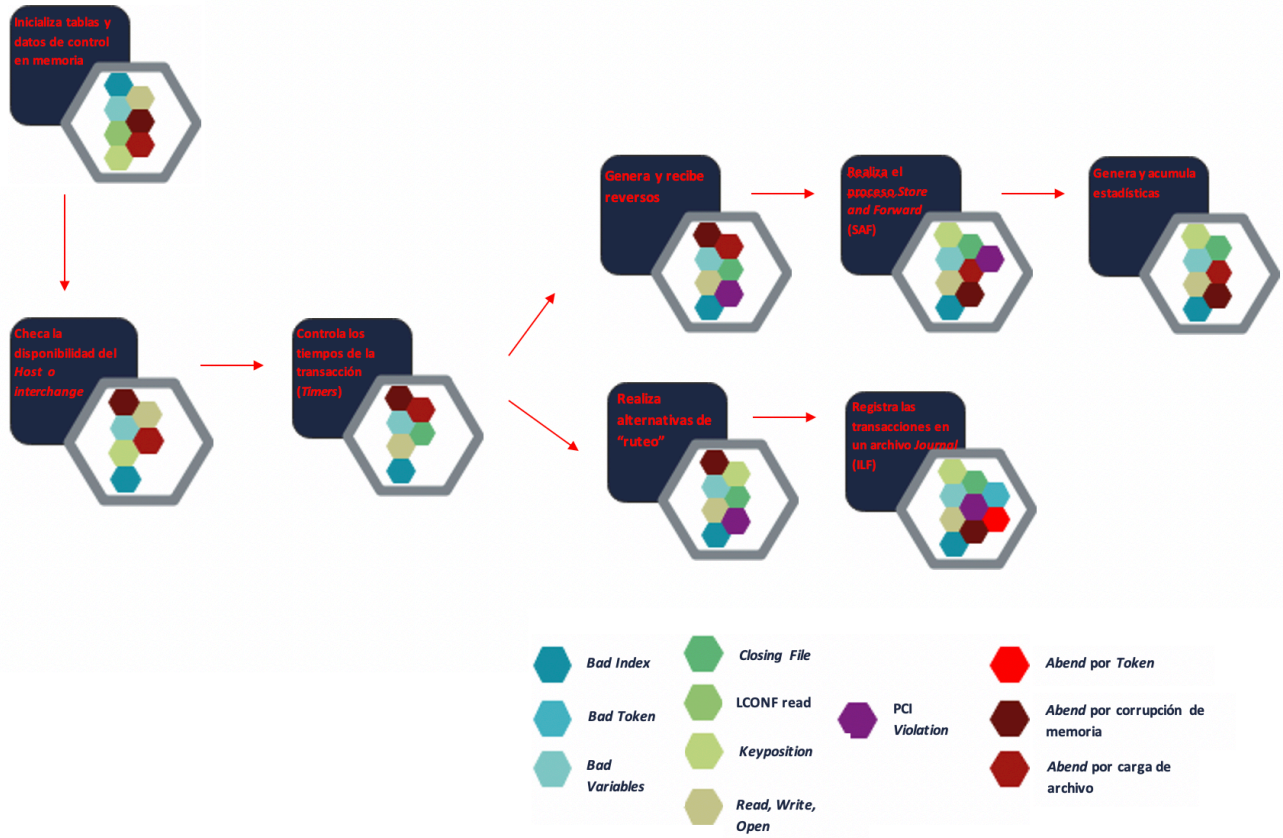 Inicializa tablas y
datos de control
en memoria
Genera y recibe
reversos
Realiza el
proceso Store
and Forward
(SAF)
Genera y acumula
estadísticas
Checa la
disponibilidad del
Host o
interchange
Controla los
tiempos de la
transacción
(Timers)
Realiza
alternativas de
“ruteo”
Registra las
transacciones en
un archivo Journal
(ILF)
Bad Index
Bad Token
Bad
Variables
Closing File
LCONF read
Keyposition
Read, Write,
Open
PCI
Violation
Abend por Token
Abend por corrupción de
memoria
Abend por carga de
archivo